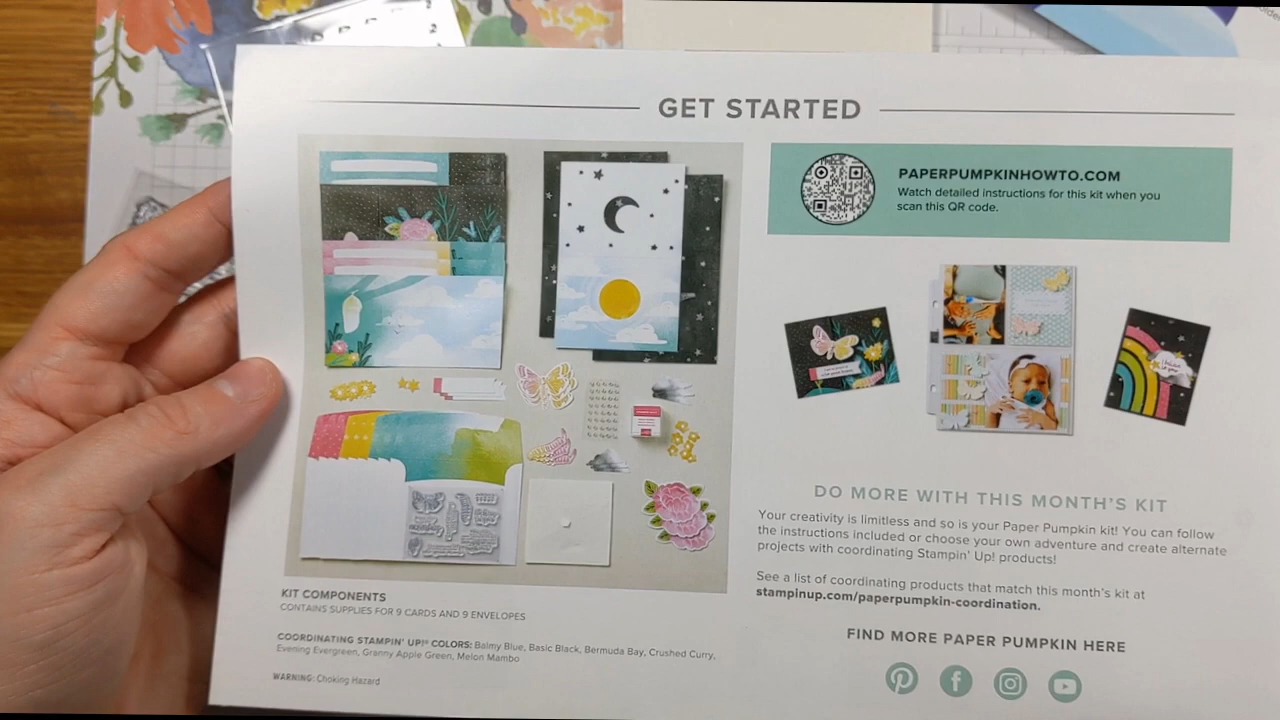 GET STARTED
KIT COMPONENTS
CONTAINS SUPPLIES FOR 9 CARDS AND 9 ENVELOPES
COORDINATING STAMPIN' UP!® COLORS: Balmy Blue, Basic Black, Bermuda Bay, Crushed Curry,
Evening Evergreen, Granny Apple Green, Melon Mambo
WARNING: Choking Hazard
PAPERPUMPKINHOWTO.COM
Watch detailed instructions for this kit when you
scan this QR code.
DO MORE WITH THIS MONTH'S KIT
Your creativity is limitless and so is your Paper Pumpkin kit! You can follow
the instructions included or choose your own adventure and create alternate
projects with coordinating Stampin' Up! products!
See a list of coordinating products that match this month's kit at
stampinup.com/paperpumpkin-coordination.
FIND MORE PAPER PUMPKIN HERE